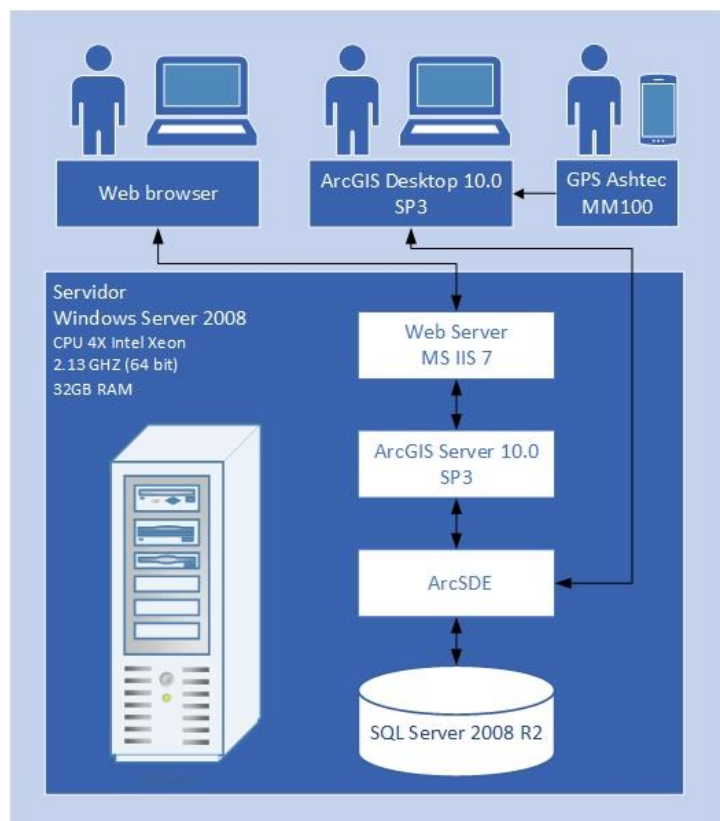 Web browser
ArcGIS Desktop 10.0
SP3
GPS Ashtec
MM100
Servidor
Windows Server 2008
CPU 4X Intel Xeon
2.13 GHZ (64 bit)
32GB RAM
Web Server
MS IIS 7
ArcGIS Server 10.0
SP3
ArcSDE
SQL Server 2008 R2